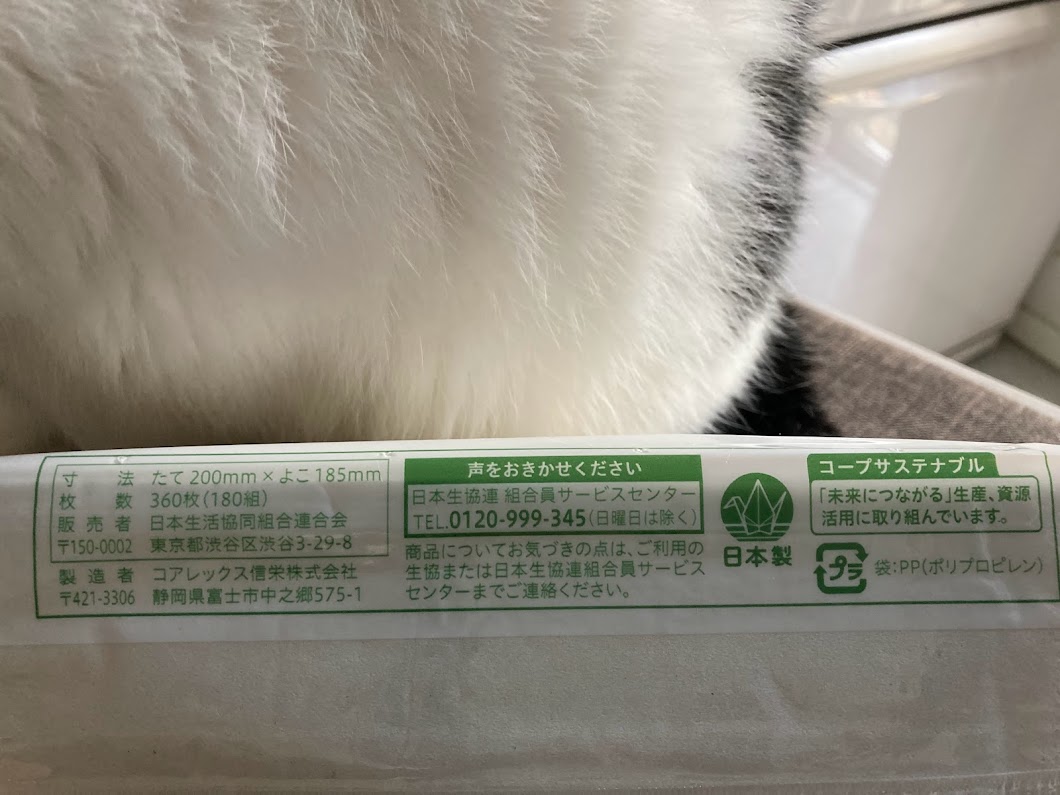 寸法 たて200mm×よこ185mm
枚数 360枚(180組)
販売者 日本生活協同組合連合会
〒150-0002 東京都渋谷区渋谷3-29-8
製造者 コアレックス信栄株式会社
〒421-3306 静岡県富士市中之郷575-1
声をおきかせください
日本生協連 組合員サービスセンター
TEL.0120-999-345(日曜日は除く)
商品についてお気づきの点は、ご利用の
生協または日本生協連組合員サービス
センターまでご連絡ください。
日本製
コープサステナブル
「未来につながる」生産、資源
活用に取り組んでいます。
プラ
袋:PP(ポリプロピレン)